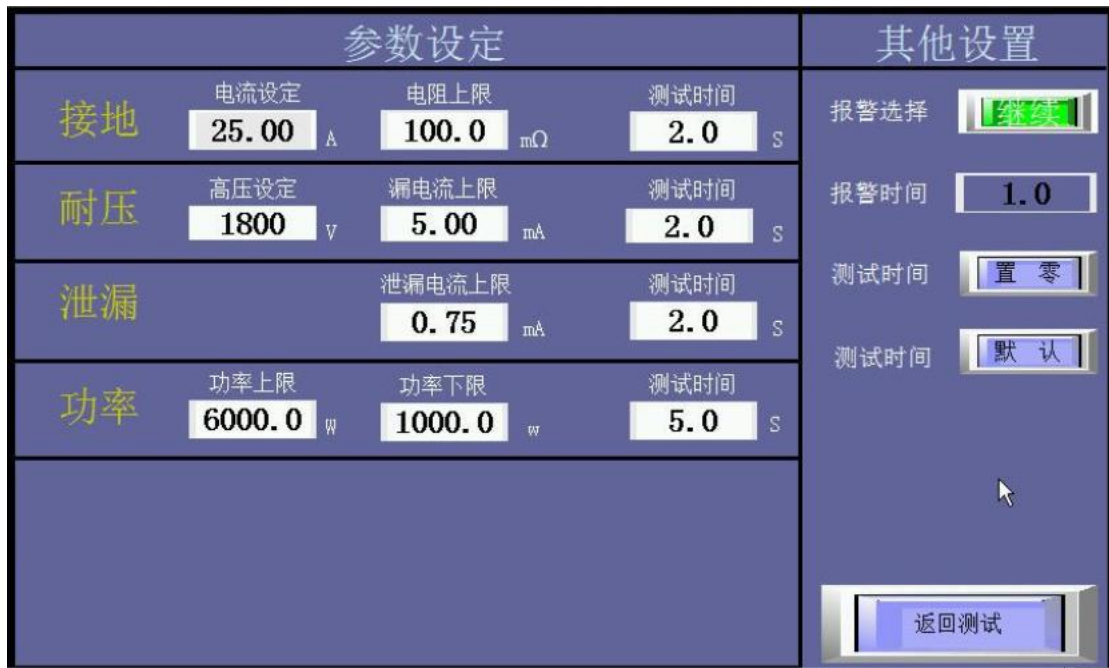 参数设定
其他设置
接地
电流设定
电阻上限
测试时间
25.00 A
100.0 mΩ
2.0 S
耐压
高压设定
漏电流上限
测试时间
1800 V
5.00 mA
2.0 S
泄漏
泄漏电流上限
测试时间
0.75 mA
2.0 S
功率
功率上限
功率下限
测试时间
6000.0 W
1000.0 w
5.0 S
报警选择 继续
报警时间 1.0
测试时间 置 零
测试时间 默 认
返回测试